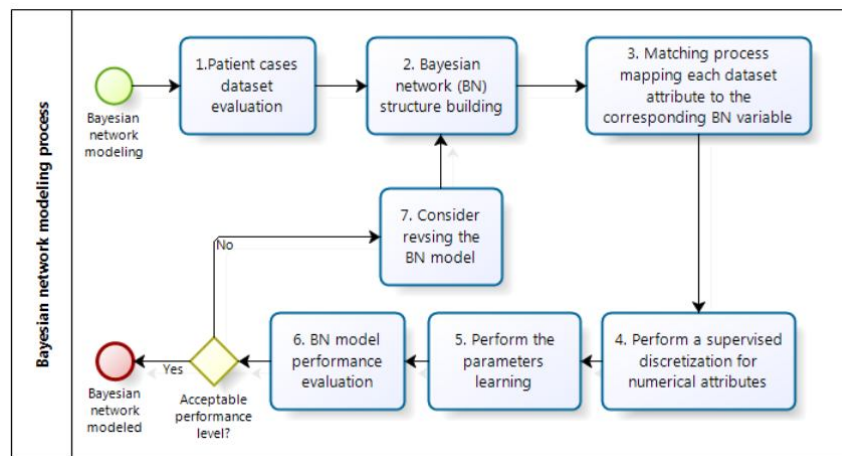 Bayesian network modeling process
Bayesian
network
modeling
1.Patient cases
dataset
evaluation
2. Bayesian
network (BN)
structure building
3. Matching process
mapping each dataset
attribute to the
corresponding BN variable
4. Perform a supervised
discretization for
numerical attributes
5. Perform the
parameters
learning
6. BN model
performance
evaluation
Acceptable
performance
level?
No
7. Consider
revsing the
BN model
Yes
Bayesian
network
modeled